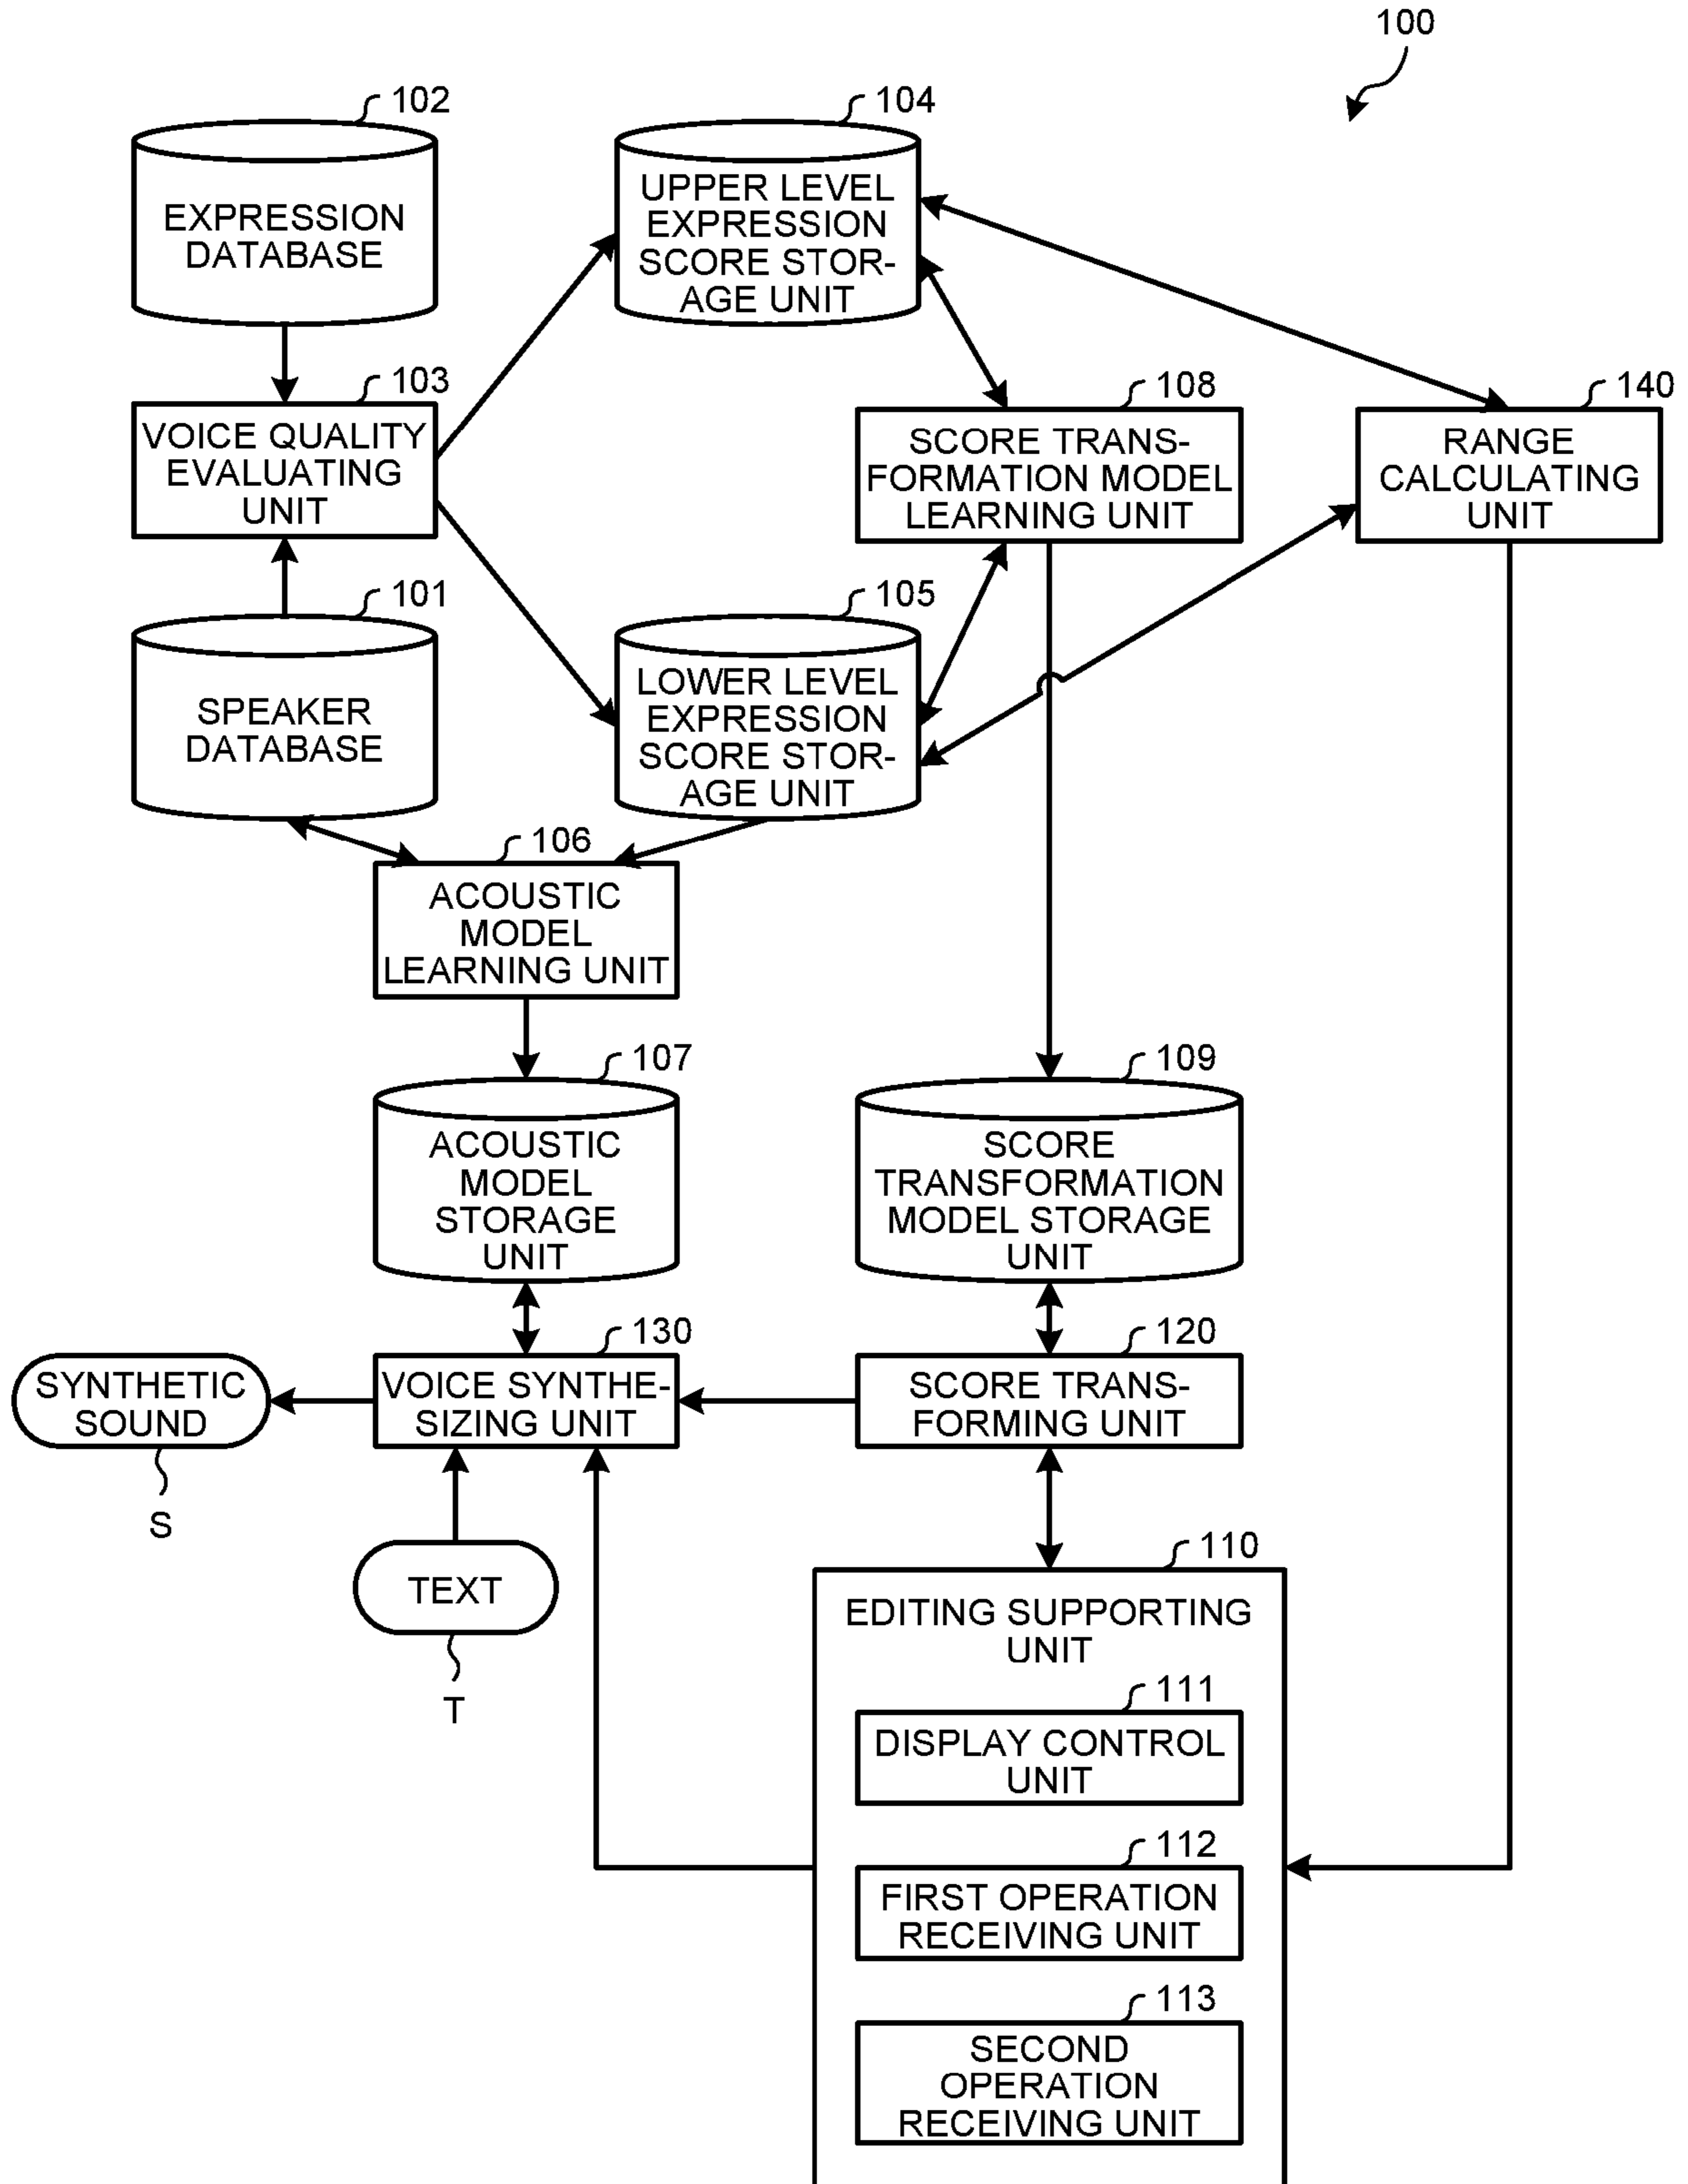 100
102
EXPRESSION
DATABASE
104
UPPER LEVEL
EXPRESSION
SCORE STOR-
AGE UNIT
103
VOICE QUALITY
EVALUATING
UNIT
108
SCORE TRANS-
FORMATION MODEL
LEARNING UNIT
140
RANGE
CALCULATING
UNIT
101
SPEAKER
DATABASE
105
LOWER LEVEL
EXPRESSION
SCORE STOR-
AGE UNIT
106
ACOUSTIC
MODEL
LEARNING UNIT
107
ACOUSTIC
MODEL
STORAGE
UNIT
109
SCORE
TRANSFORMATION
MODEL STORAGE
UNIT
SYNTHETIC
SOUND
S
130
VOICE SYNTHE-
SIZING UNIT
120
SCORE TRANS-
FORMING UNIT
TEXT
T
110
EDITING SUPPORTING
UNIT
111
DISPLAY CONTROL
UNIT
112
FIRST OPERATION
RECEIVING UNIT
113
SECOND
OPERATION
RECEIVING UNIT